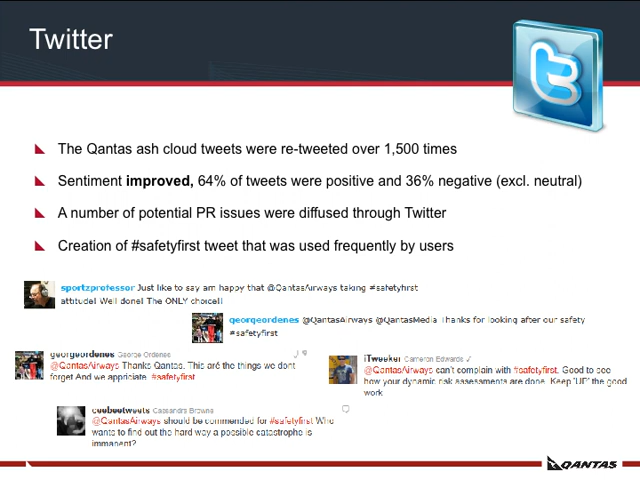 Twitter
The Qantas ash cloud tweets were re-tweeted over 1,500 times
Sentiment improved, 64% of tweets were positive and 36% negative (excl. neutral)
A number of potential PR issues were diffused through Twitter
Creation of #safetyfirst tweet that was used frequently by users
sportzprofessor Just like to say am happy that @QantasAirways taking #safetyfirst
attitude! Well done! The ONLY choice!!
georgeordenes @QantasAirways @QantasMedia Thanks for looking after our safety
#safetyfirst
georgeordenes George Ordenes
@QantasAirways Thanks Qantas. This are the things we dont
forget And we appriciate. #safetyfirst
iTweeker Cameron Edwards
@QantasAirways can't complain with #safetyfirst. Good to see
how your dynamic risk assessments are done. Keep 'UP' the good
work
ceebeetweets Cassandra Browne
@QantasAirways should be commended for #safetyfirst Who
wants to find out the hard way a possible catastrophe is
immanent?
QANTAS